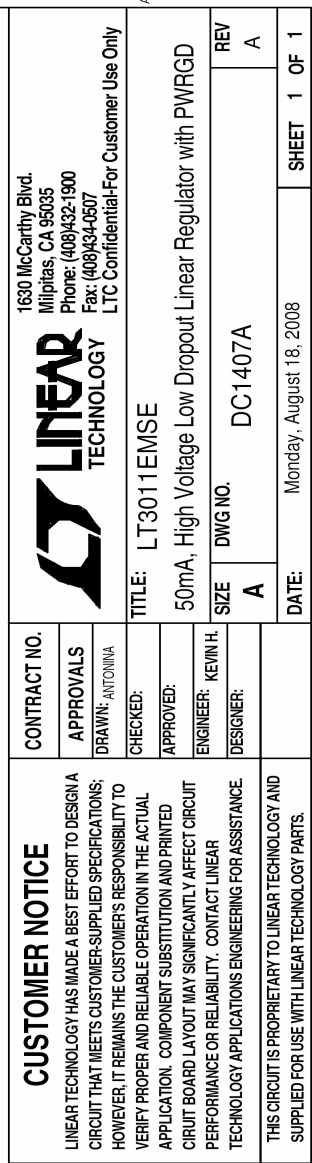 CUSTOMER NOTICE
LINEAR TECHNOLOGY HAS MADE A BEST EFFORT TO DESIGN A
CIRCUIT THAT MEETS CUSTOMER-SUPPLIED SPECIFICATIONS;
HOWEVER, IT REMAINS THE CUSTOMER'S RESPONSIBILITY TO
VERIFY PROPER AND RELIABLE OPERATION IN THE ACTUAL
APPLICATION. COMPONENT SUBSTITUTION AND PRINTED
CIRCUIT BOARD LAYOUT MAY SIGNIFICANTLY AFFECT CIRCUIT
PERFORMANCE OR RELIABILITY. CONTACT LINEAR
TECHNOLOGY APPLICATIONS ENGINEERING FOR ASSISTANCE.
THIS CIRCUIT IS PROPRIETARY TO LINEAR TECHNOLOGY AND
SUPPLIED FOR USE WITH LINEAR TECHNOLOGY PARTS.
CONTRACT NO.
APPROVALS
DRAWN: ANTONINA
CHECKED:
APPROVED:
ENGINEER: KEVIN H.
DESIGNER:
LINEAR
TECHNOLOGY
1630 McCarthy Blvd.
Milpitas, CA 95035
Phone: (408)432-1900
Fax: (408)434-0507
LTC Confidential-For Customer Use Only
TITLE: LT3011EMSE
50mA, High Voltage Low Dropout Linear Regulator with PWRGD
SIZE
A
DWG NO.
DC1407A
REV
A
DATE: Monday, August 18, 2008
SHEET 1 OF 1